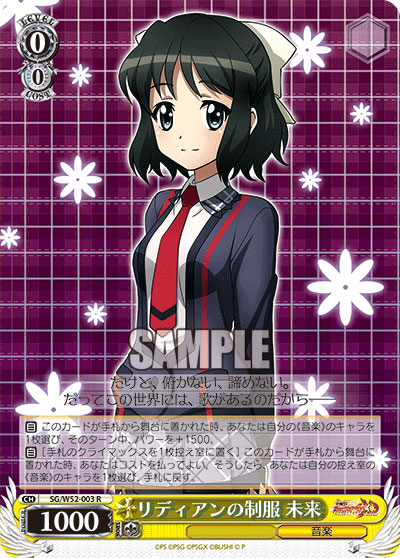 LEVEL
0
0
COST
SAMPLE
だけど、俯かない、諦めない。
だってこの世界には、歌があるのだから――
自 このカードが手札から舞台に置かれた時、あなたは自分の《音楽》のキャラを
1枚選び、そのターン中、パワーを+1500。
自 [手札のクライマックスを1枚控え室に置く] このカードが手札から舞台に
置かれた時、あなたはコストを払ってよい。そうしたら、あなたは自分の控え室の
《音楽》のキャラを1枚選び、手札に戻す。
CH SG/W52-003 R
1000
リディアンの制服 未来
音楽
©PS ©PSG ©PSGX ©BUSHI © P